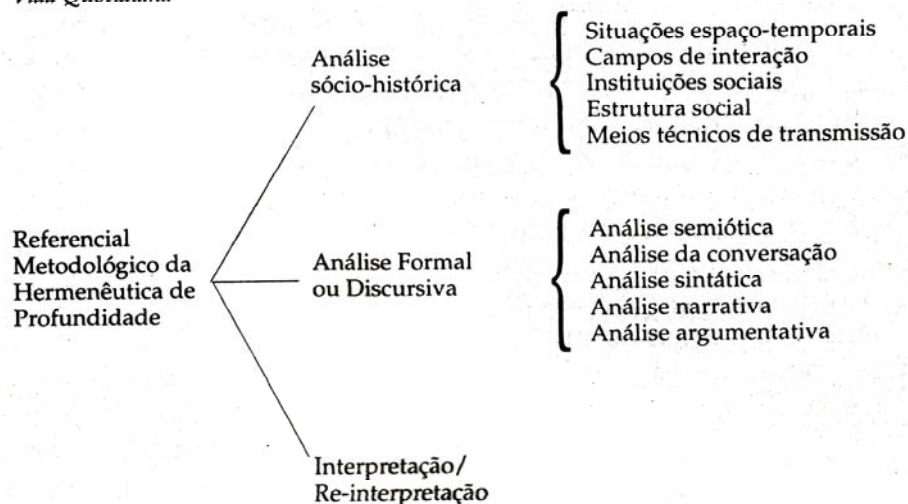 Análise
sócio-histórica
Situações espaço-temporais
Campos de interação
Instituições sociais
Estrutura social
Meios técnicos de transmissão
Referencial
Metodológico da
Hermenêutica de
Profundidade
Análise Formal
ou Discursiva
Análise semiótica
Análise da conversação
Análise sintática
Análise narrativa
Análise argumentativa
Interpretação/
Re-interpretação